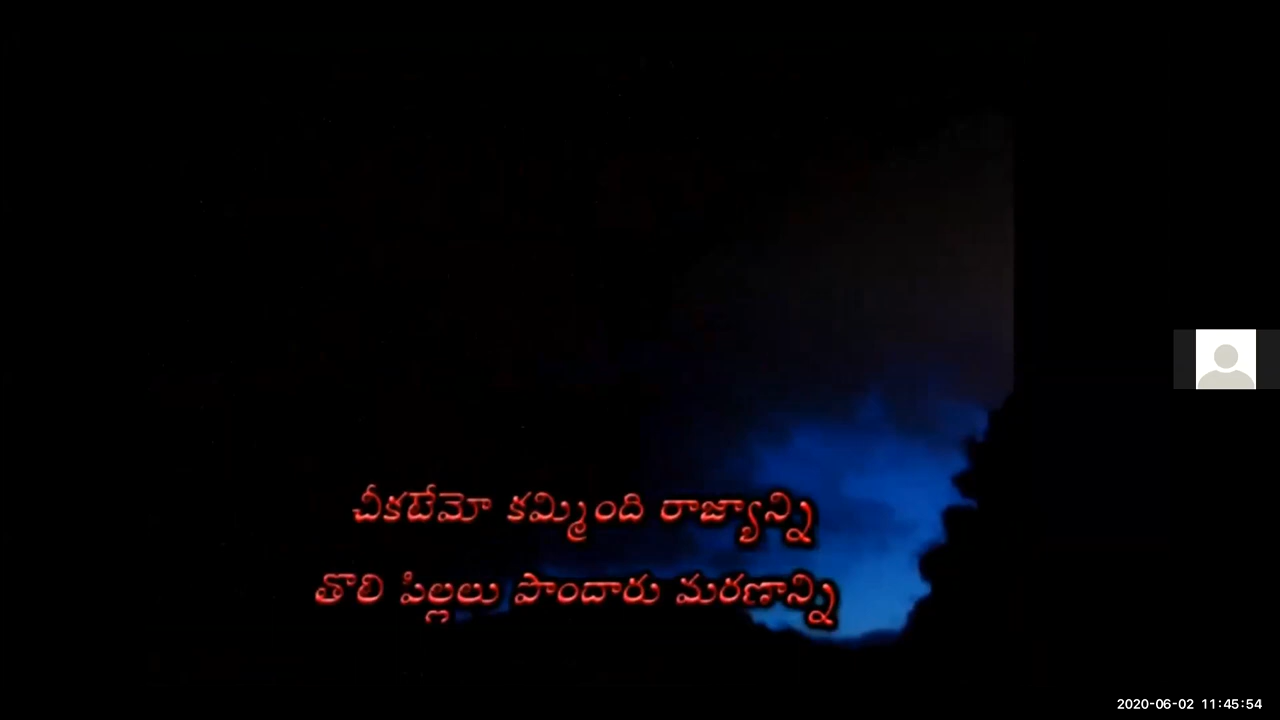 చీకటేమో కమ్మింది రాజ్యాన్ని
తొలి పిల్లలు పొందారు మరణాన్ని
2020-06-02 11:45:54